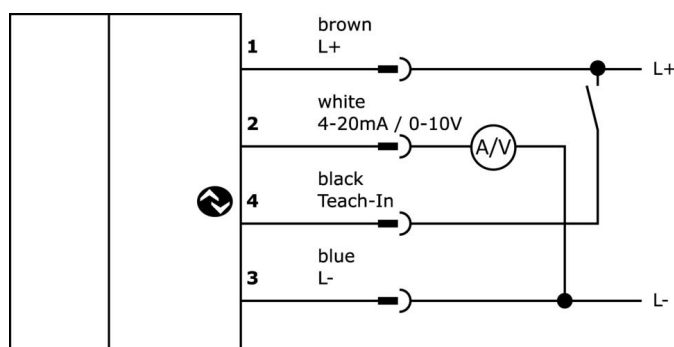 brown
1 L+
L+
white
2 4-20mA / 0-10V
A/V
black
4 Teach-In
blue
3 L-
L-